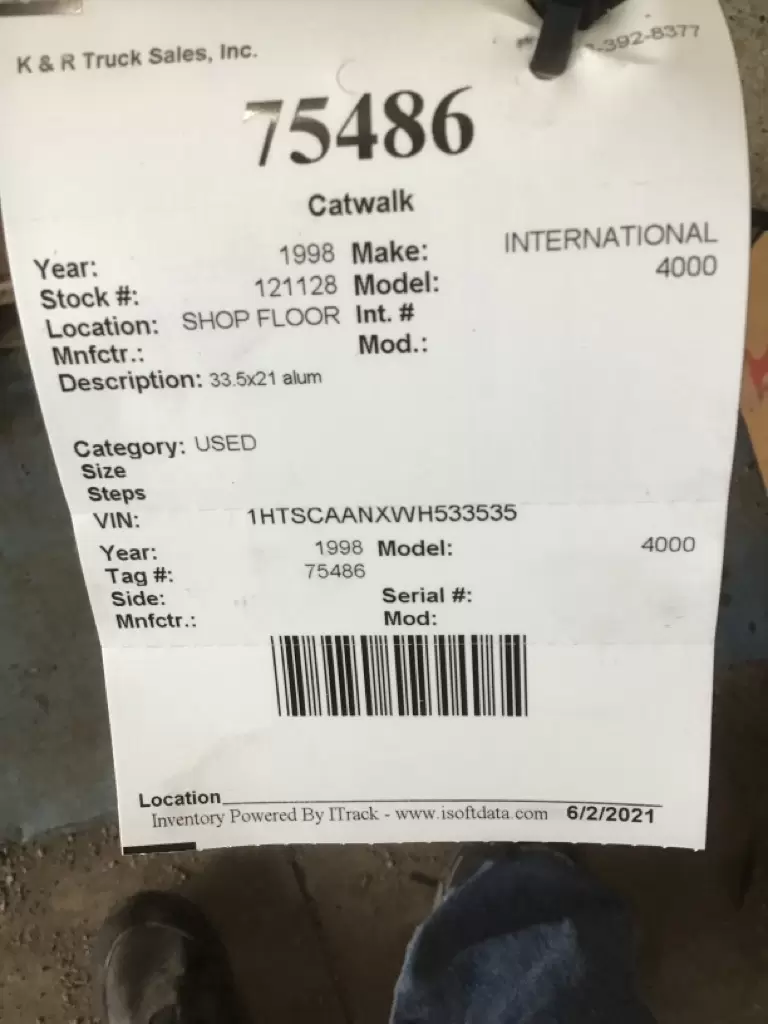 K & R Truck Sales, Inc.
-392-8377
75486
Catwalk
Year: 1998 Make: INTERNATIONAL
Stock #: 121128 Model: 4000
Location: SHOP FLOOR Int. #
Mnfctr.: Mod.:
Description: 33.5x21 alum
Category: USED
Size
Steps
VIN: 1HTSCAANXWH533535
Year: 1998 Model: 4000
Tag #: 75486
Side: Serial #:
Mnfctr.: Mod:
Location
Inventory Powered By ITrack - www.isoftdata.com 6/2/2021